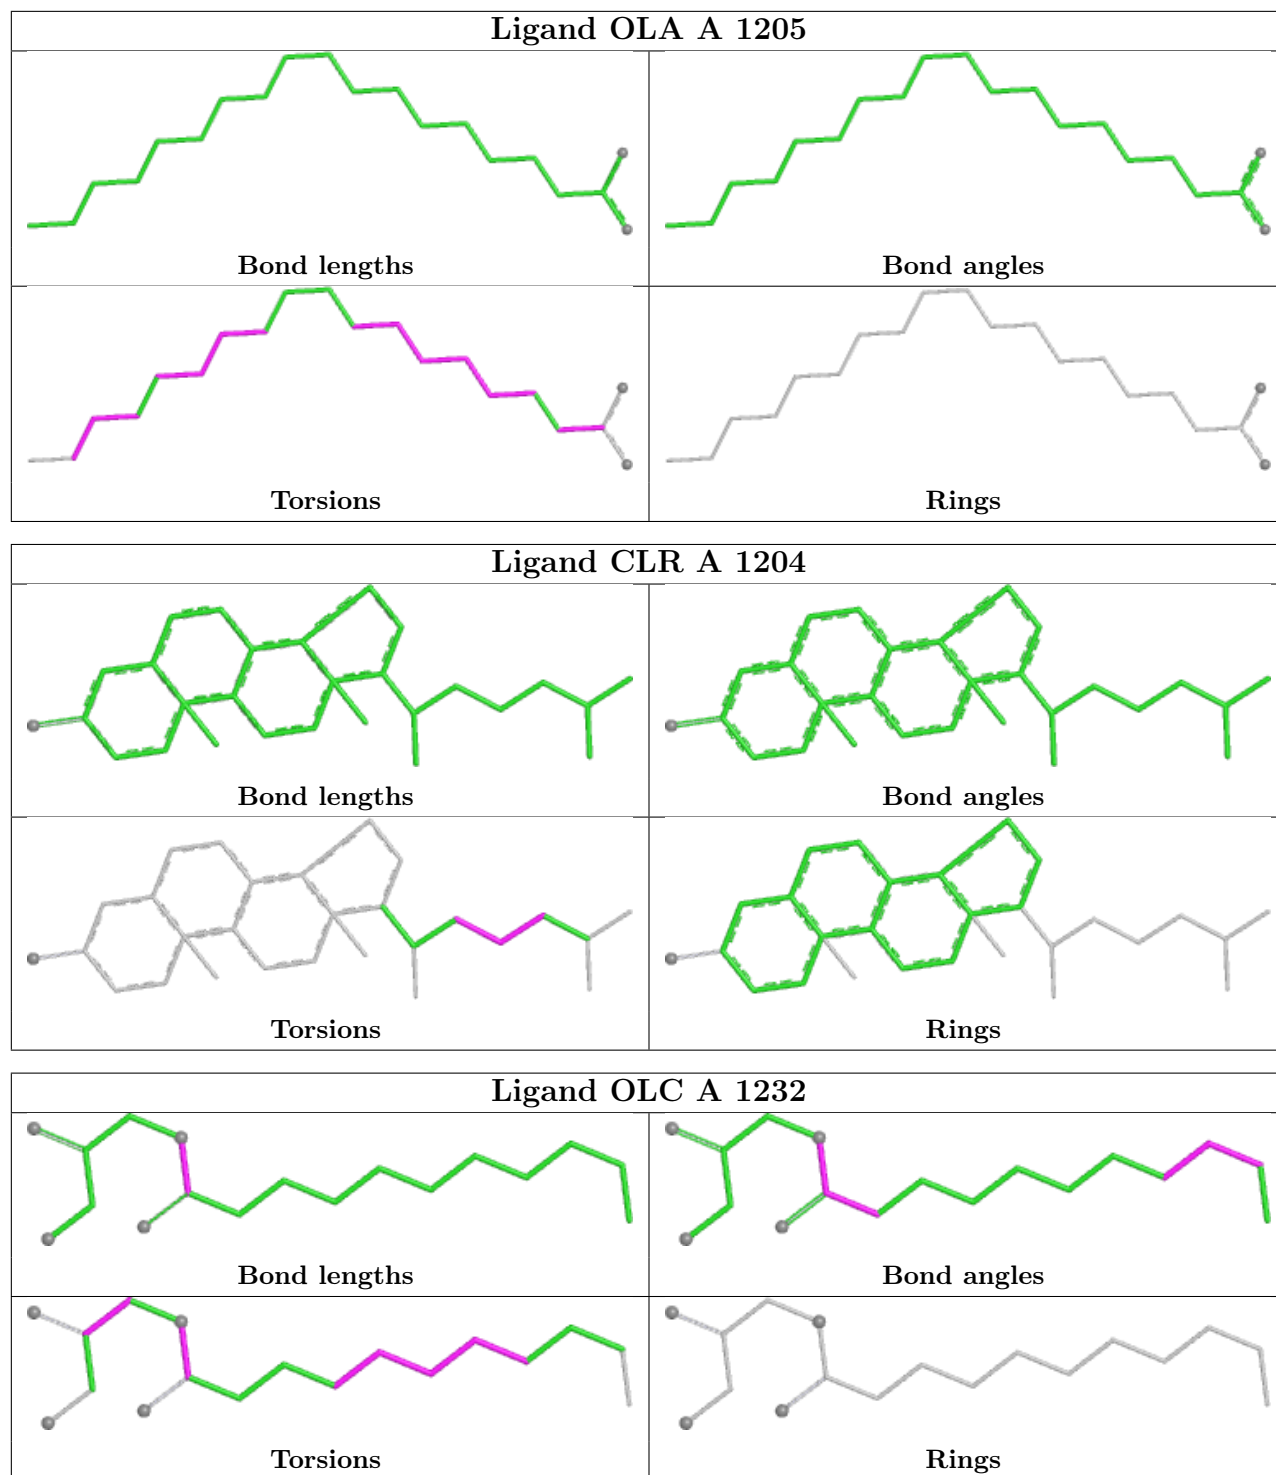 Ligand OLA A 1205
Bond lengths
Bond angles
Torsions
Rings
Ligand CLR A 1204
Bond lengths
Bond angles
Torsions
Rings
Ligand OLC A 1232
Bond lengths
Bond angles
Torsions
Rings